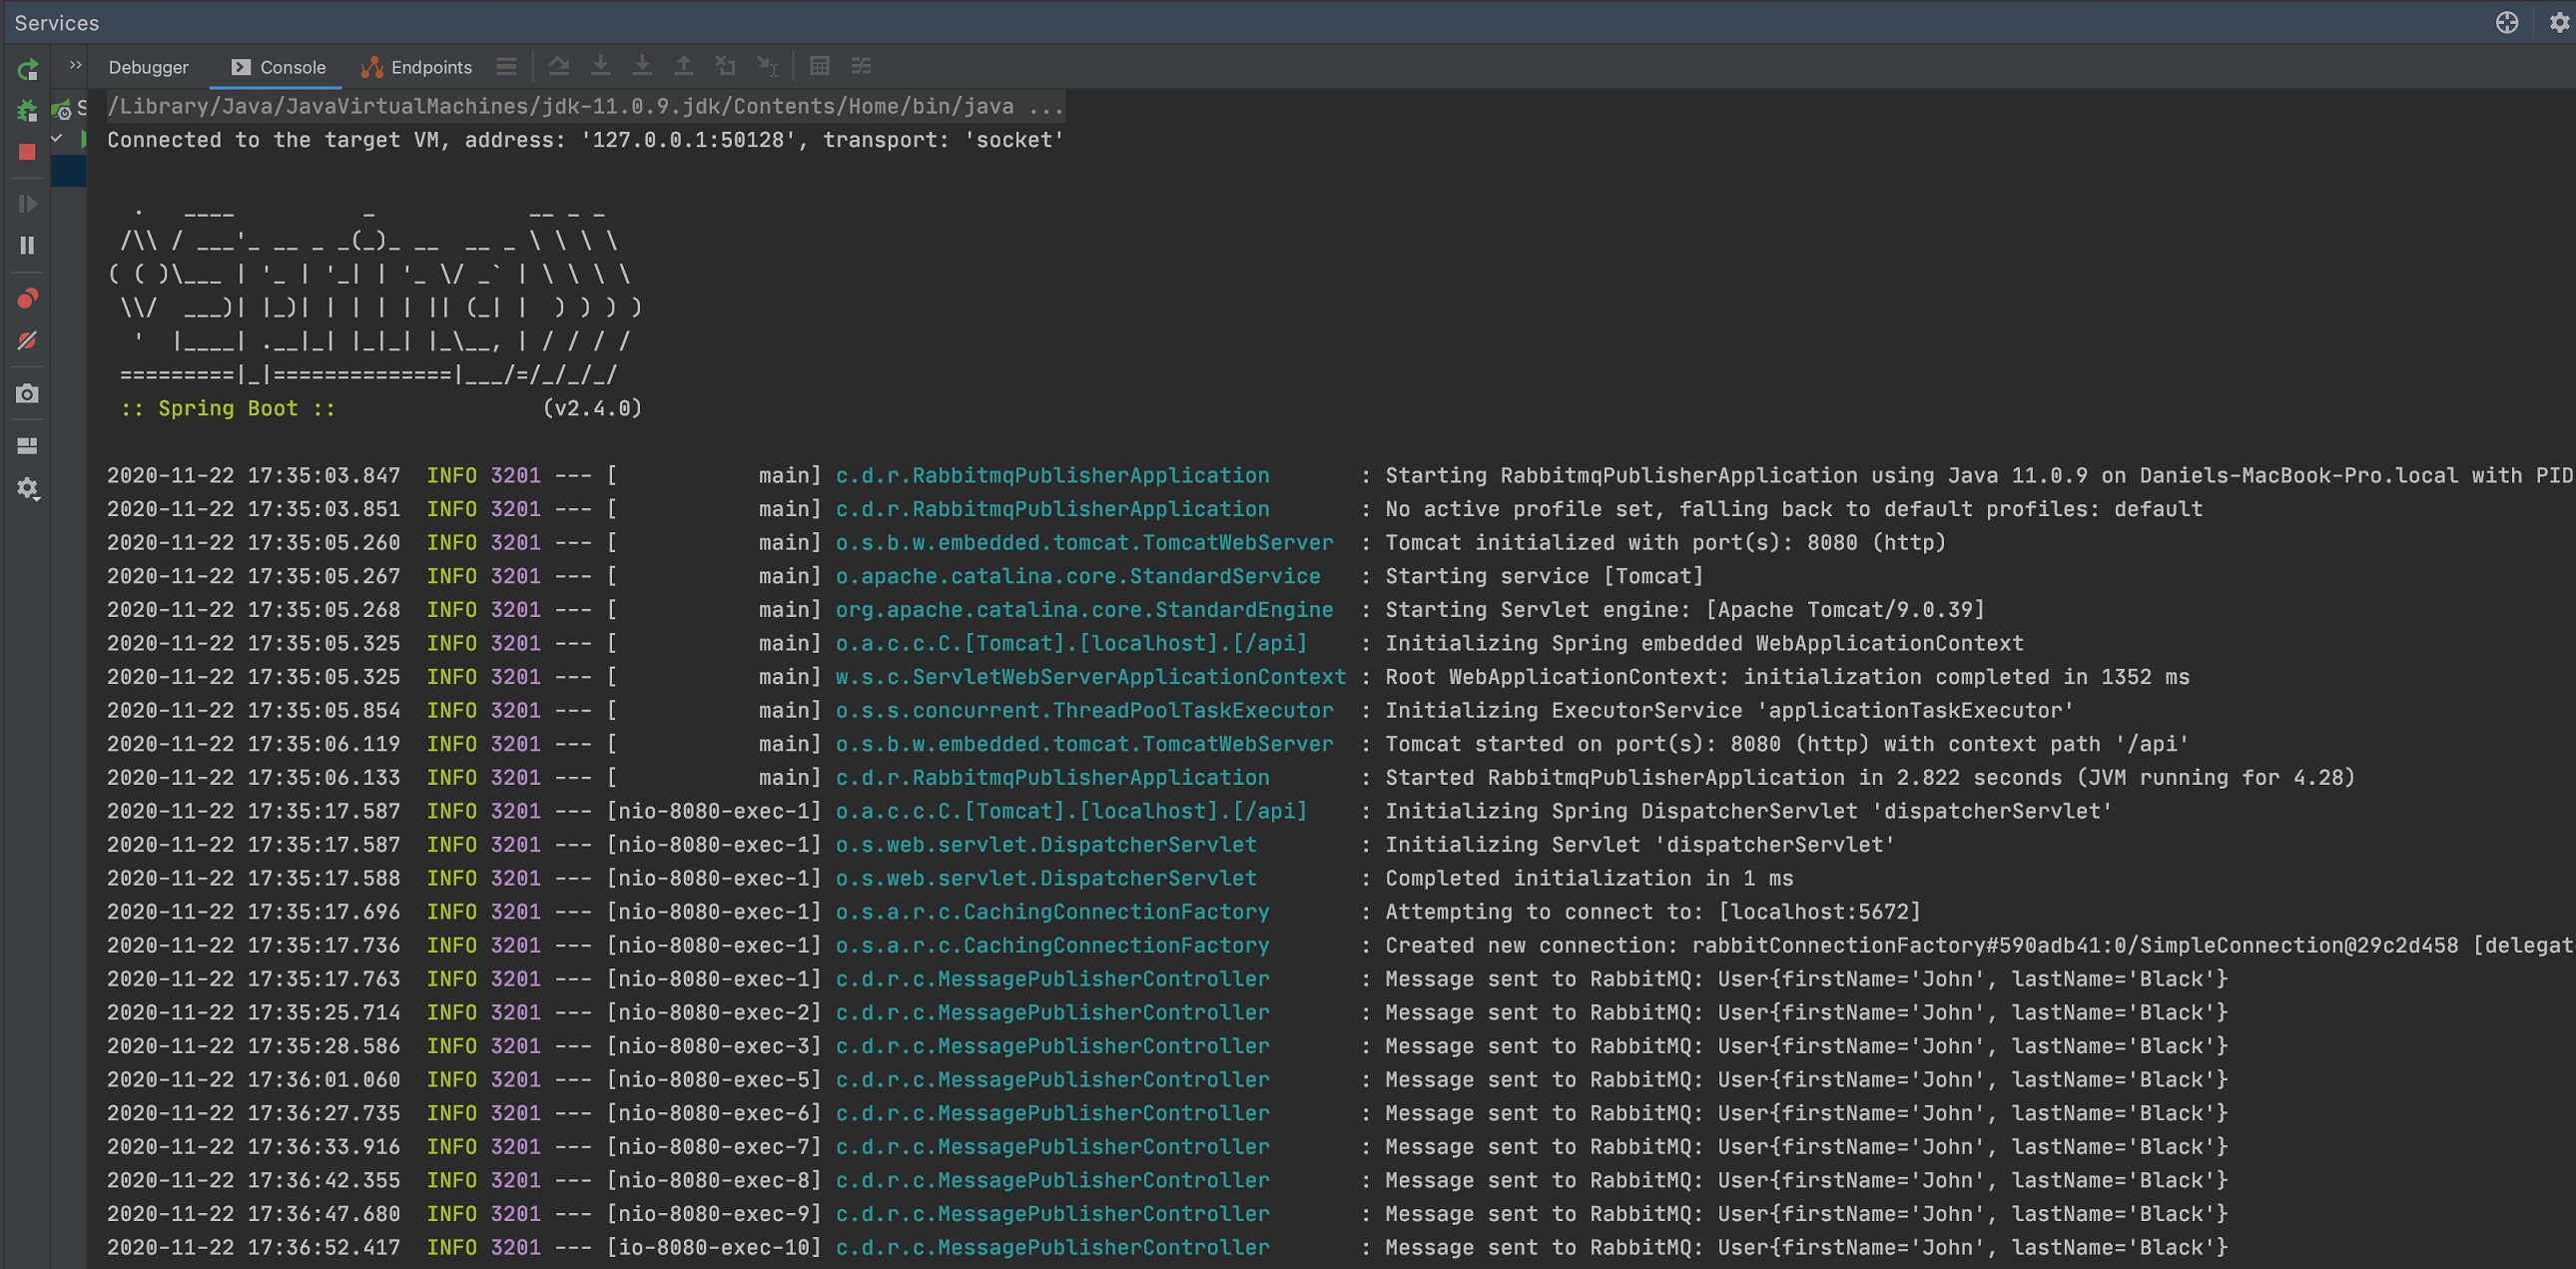 Services
Debugger Console Endpoints
/Library/Java/JavaVirtualMachines/jdk-11.0.9.jdk/Contents/Home/bin/java ...
Connected to the target VM, address: '127.0.0.1:50128', transport: 'socket'
  .   ____          _            __ _ _
 /\\ / ___'_ __ _ _(_)_ __  __ _ \ \ \ \
( ( )\___ | '_ | '_| | '_ \/ _` | \ \ \ \
 \\/  ___)| |_)| | | | | || (_| |  ) ) ) )
  '  |____| .__|_| |_|_| |_\__, | / / / /
 =========|_|==============|___/=/_/_/_/
 :: Spring Boot ::                (v2.4.0)
2020-11-22 17:35:03.847  INFO 3201 --- [           main] c.d.r.RabbitmqPublisherApplication       : Starting RabbitmqPublisherApplication using Java 11.0.9 on Daniels-MacBook-Pro.local with PID
2020-11-22 17:35:03.851  INFO 3201 --- [           main] c.d.r.RabbitmqPublisherApplication       : No active profile set, falling back to default profiles: default
2020-11-22 17:35:05.260  INFO 3201 --- [           main] o.s.b.w.embedded.tomcat.TomcatWebServer  : Tomcat initialized with port(s): 8080 (http)
2020-11-22 17:35:05.267  INFO 3201 --- [           main] o.apache.catalina.core.StandardService   : Starting service [Tomcat]
2020-11-22 17:35:05.268  INFO 3201 --- [           main] org.apache.catalina.core.StandardEngine  : Starting Servlet engine: [Apache Tomcat/9.0.39]
2020-11-22 17:35:05.325  INFO 3201 --- [           main] o.a.c.c.C.[Tomcat].[localhost].[/api]    : Initializing Spring embedded WebApplicationContext
2020-11-22 17:35:05.325  INFO 3201 --- [           main] w.s.c.ServletWebServerApplicationContext : Root WebApplicationContext: initialization completed in 1352 ms
2020-11-22 17:35:05.854  INFO 3201 --- [           main] o.s.s.concurrent.ThreadPoolTaskExecutor  : Initializing ExecutorService 'applicationTaskExecutor'
2020-11-22 17:35:06.119  INFO 3201 --- [           main] o.s.b.w.embedded.tomcat.TomcatWebServer  : Tomcat started on port(s): 8080 (http) with context path '/api'
2020-11-22 17:35:06.133  INFO 3201 --- [           main] c.d.r.RabbitmqPublisherApplication       : Started RabbitmqPublisherApplication in 2.822 seconds (JVM running for 4.28)
2020-11-22 17:35:17.587  INFO 3201 --- [nio-8080-exec-1] o.a.c.c.C.[Tomcat].[localhost].[/api]    : Initializing Spring DispatcherServlet 'dispatcherServlet'
2020-11-22 17:35:17.587  INFO 3201 --- [nio-8080-exec-1] o.s.web.servlet.DispatcherServlet        : Initializing Servlet 'dispatcherServlet'
2020-11-22 17:35:17.588  INFO 3201 --- [nio-8080-exec-1] o.s.web.servlet.DispatcherServlet        : Completed initialization in 1 ms
2020-11-22 17:35:17.696  INFO 3201 --- [nio-8080-exec-1] o.s.a.r.c.CachingConnectionFactory       : Attempting to connect to: [localhost:5672]
2020-11-22 17:35:17.736  INFO 3201 --- [nio-8080-exec-1] o.s.a.r.c.CachingConnectionFactory       : Created new connection: rabbitConnectionFactory#590adb41:0/SimpleConnection@29c2d458 [delegat
2020-11-22 17:35:17.763  INFO 3201 --- [nio-8080-exec-1] c.d.r.c.MessagePublisherController       : Message sent to RabbitMQ: User{firstName='John', lastName='Black'}
2020-11-22 17:35:25.714  INFO 3201 --- [nio-8080-exec-2] c.d.r.c.MessagePublisherController       : Message sent to RabbitMQ: User{firstName='John', lastName='Black'}
2020-11-22 17:35:28.586  INFO 3201 --- [nio-8080-exec-3] c.d.r.c.MessagePublisherController       : Message sent to RabbitMQ: User{firstName='John', lastName='Black'}
2020-11-22 17:36:01.060  INFO 3201 --- [nio-8080-exec-5] c.d.r.c.MessagePublisherController       : Message sent to RabbitMQ: User{firstName='John', lastName='Black'}
2020-11-22 17:36:27.735  INFO 3201 --- [nio-8080-exec-6] c.d.r.c.MessagePublisherController       : Message sent to RabbitMQ: User{firstName='John', lastName='Black'}
2020-11-22 17:36:33.916  INFO 3201 --- [nio-8080-exec-7] c.d.r.c.MessagePublisherController       : Message sent to RabbitMQ: User{firstName='John', lastName='Black'}
2020-11-22 17:36:42.355  INFO 3201 --- [nio-8080-exec-8] c.d.r.c.MessagePublisherController       : Message sent to RabbitMQ: User{firstName='John', lastName='Black'}
2020-11-22 17:36:47.680  INFO 3201 --- [nio-8080-exec-9] c.d.r.c.MessagePublisherController       : Message sent to RabbitMQ: User{firstName='John', lastName='Black'}
2020-11-22 17:36:52.417  INFO 3201 --- [io-8080-exec-10] c.d.r.c.MessagePublisherController       : Message sent to RabbitMQ: User{firstName='John', lastName='Black'}